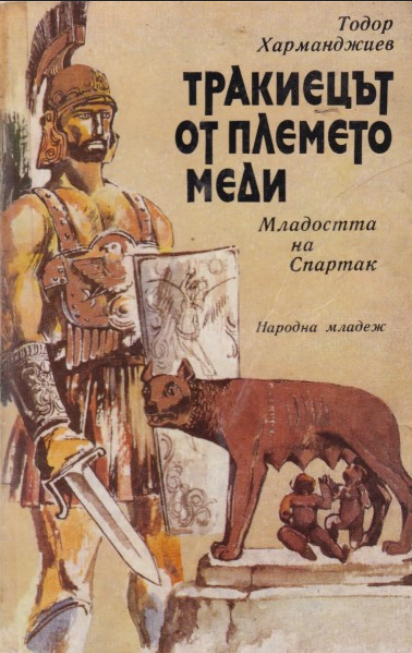 Тодор
Харманджиев
ТРАКИЕЦЪТ
ОТ ПЛЕМЕТО
МЕДИ
Младостта
на
Спартак
Народна младеж